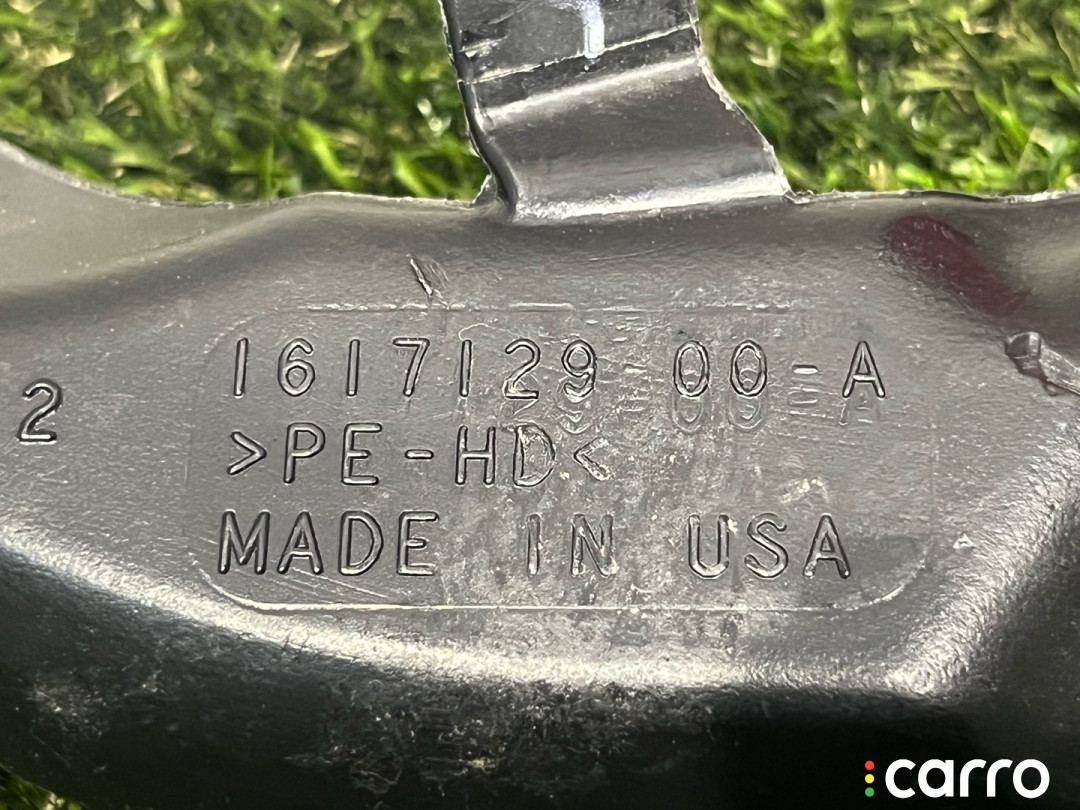 1617129 00-A
2
>PE-HD<
MADE IN USA
carro